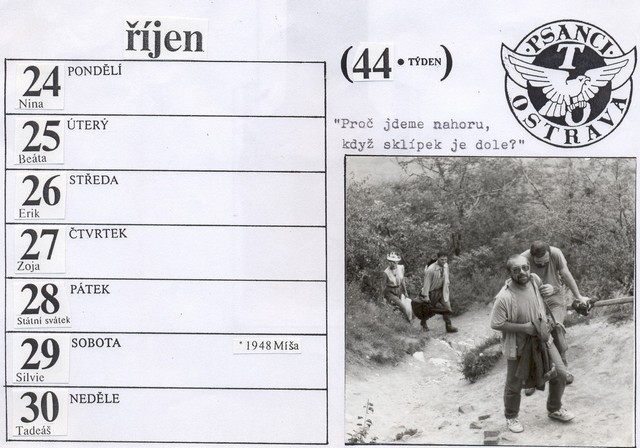 říjen
24 PONDĚLÍ
Nina
25 ÚTERÝ
Beáta
26 STŘEDA
Erik
27 ČTVRTEK
Zoja
28 PÁTEK
Státní svátek
29 SOBOTA
Silvie
* 1948 Míša
30 NEDĚLE
Tadeáš
(44. TÝDEN)
PSANCI
T
O
OSTRAVA
"Proč jdeme nahoru,
když sklípek je dole?"